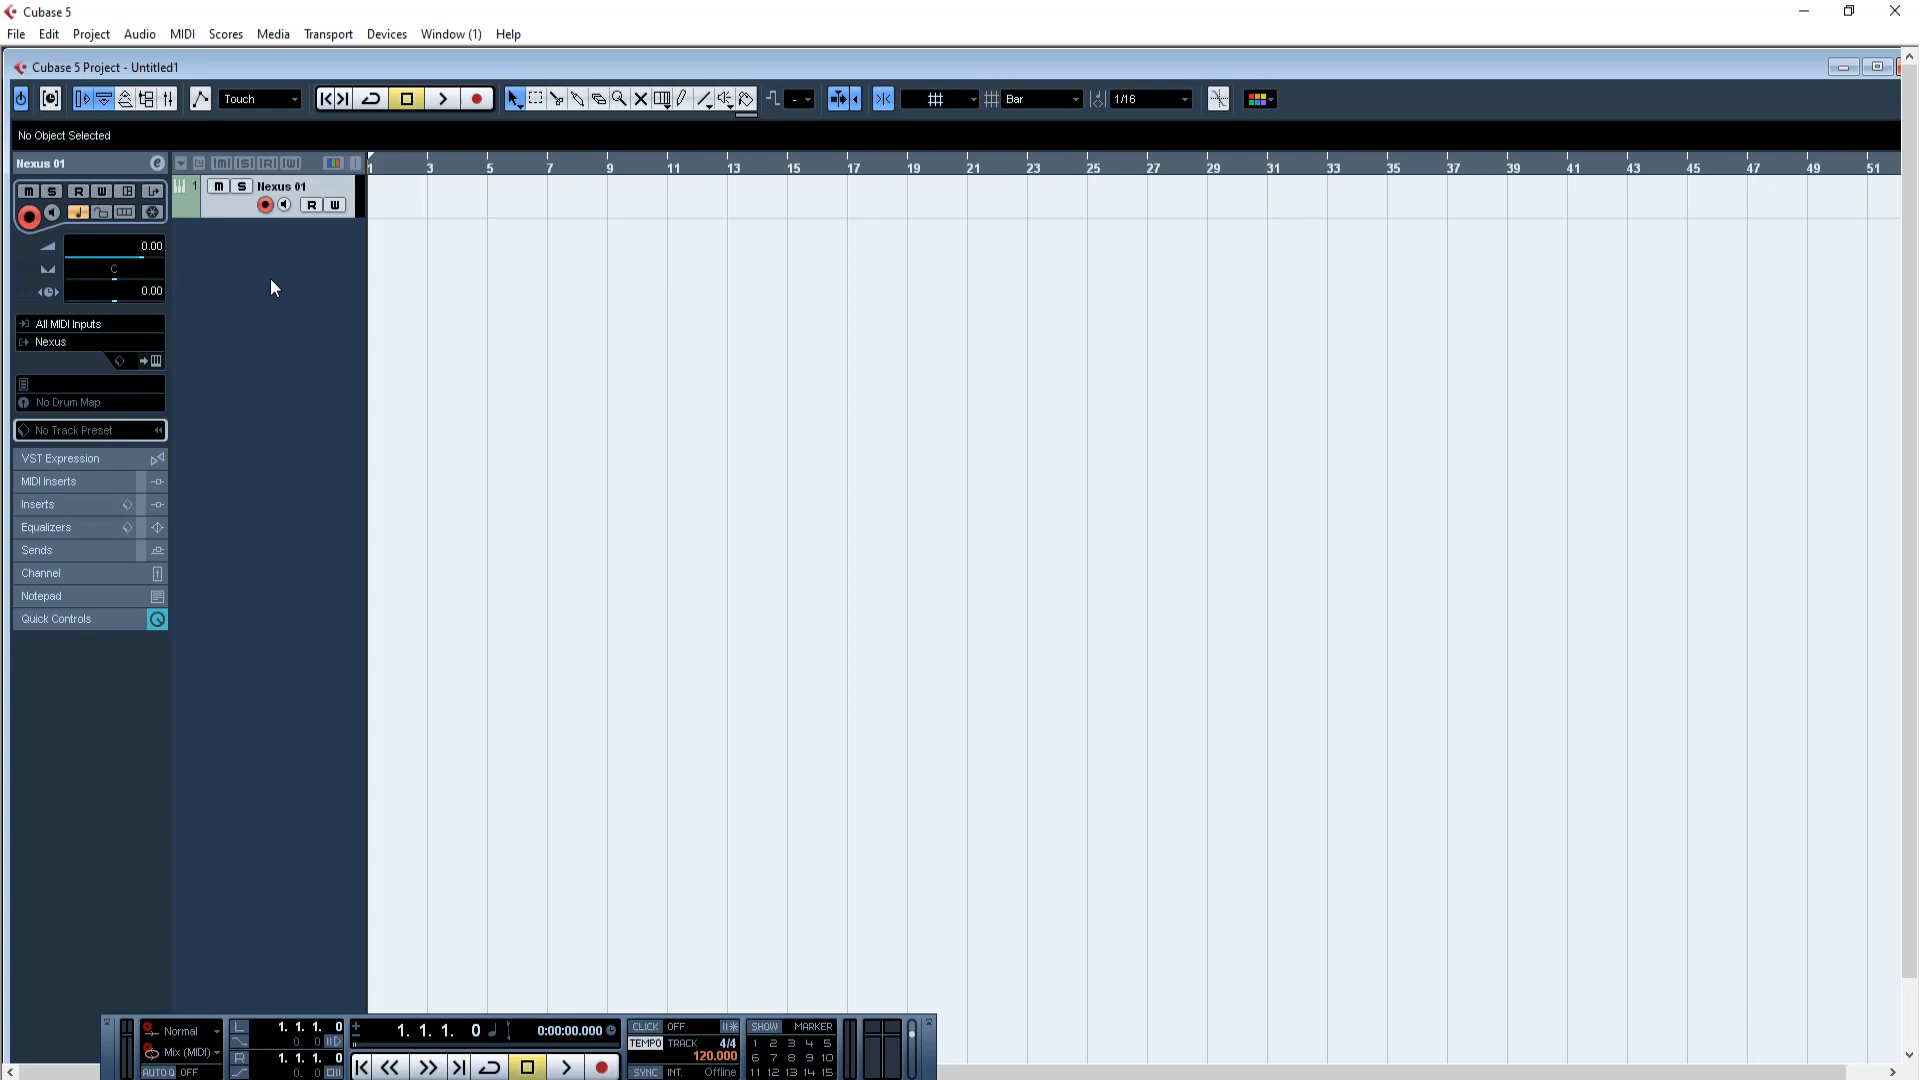 Cubase 5
File Edit Project Audio MIDI Scores Media Transport Devices Window (1) Help
Cubase 5 Project - Untitled1
Touch - Bar 1/16
No Object Selected
Nexus 01
M S R W
1 3 5 7 9 11 13 15 17 19 21 23 25 27 29 31 33 35 37 39 41 43 45 47 49 51
M S R W
1 M S Nexus 01
R W
0.00
C
0.00
All MIDI Inputs
Nexus
No Drum Map
No Track Preset
VST Expression
MIDI Inserts
Inserts
Equalizers
Sends
Channel
Notepad
Quick Controls
Normal L 1. 1. 1. 0 1. 1. 1. 0 0:00:00.000 CLICK OFF SHOW MARKER
Mix (MIDI) 0. 0 TEMPO TRACK 4/4 1 2 3 4 5
R 1. 1. 1. 0 120.000 6 7 8 9 10
AUTO Q OFF 0. 0 SYNC INT. Offline 11 12 13 14 15